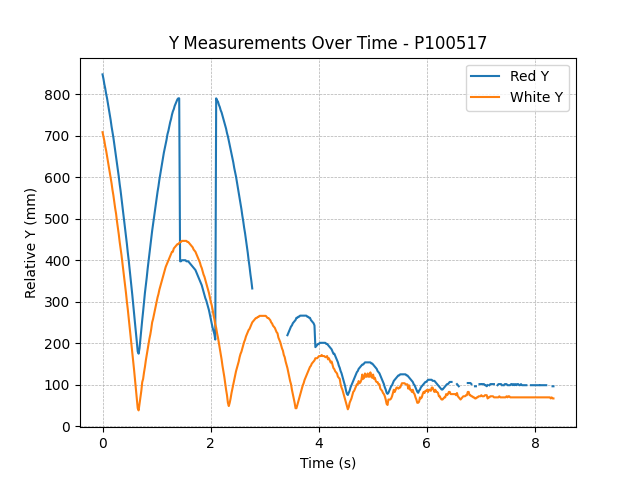 Y Measurements Over Time - P100517
Red Y
White Y
Relative Y (mm)
800
700
600
500
400
300
200
100
0
0
2
4
6
8
Time (s)